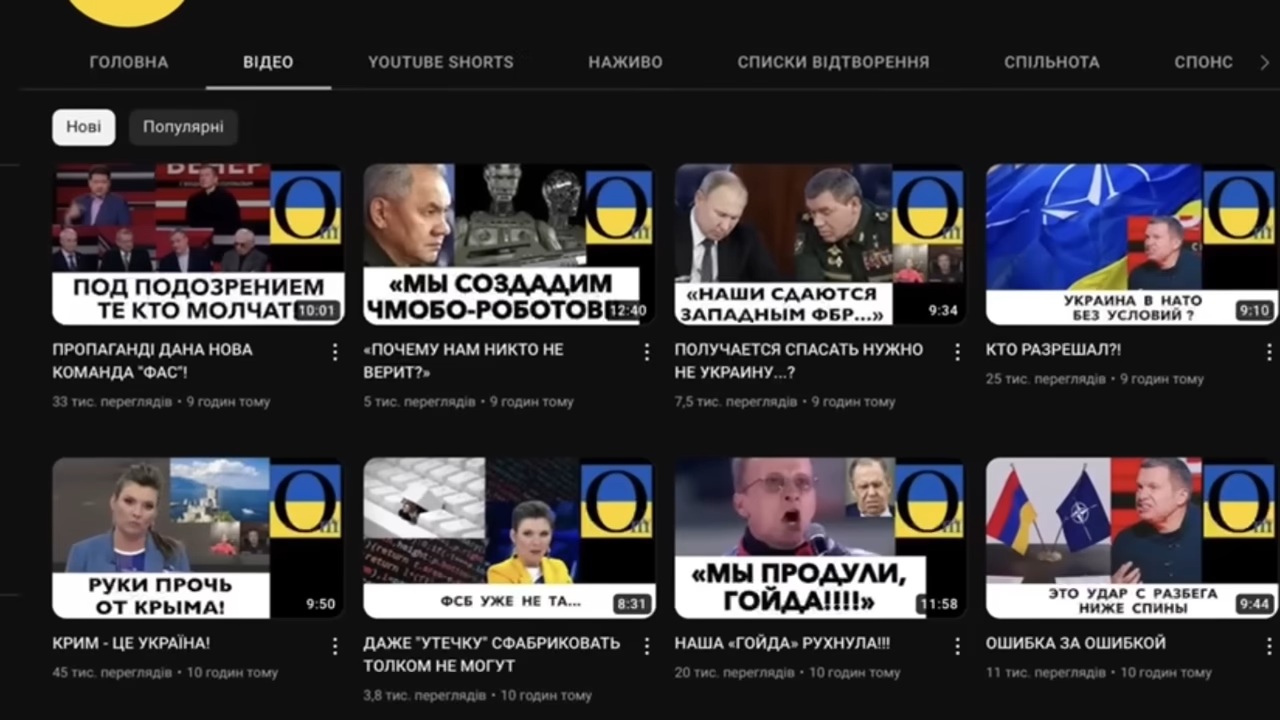 ГОЛОВНА ВІДЕО YOUTUBE SHORTS НАЖИВО СПИСКИ ВІДТВОРЕННЯ СПІЛЬНОТА СПОНС
Нові Популярні
ВЕЧЕР
ПОД ПОДОЗРЕНИЕМ
ТЕ КТО МОЛЧАТ
10:01
«МЫ СОЗДАДИМ
ЧМОБО-РОБОТОВ
12:40
«НАШИ СДАЮТСЯ
ЗАПАДНЫМ ФБР...»
9:34
УКРАИНА В НАТО
БЕЗ УСЛОВИЙ ?
9:10
ПРОПАГАНДІ ДАНА НОВА
КОМАНДА "ФАС"!
33 тис. переглядів • 9 годин тому
«ПОЧЕМУ НАМ НИКТО НЕ
ВЕРИТ?»
5 тис. переглядів • 9 годин тому
ПОЛУЧАЕТСЯ СПАСАТЬ НУЖНО
НЕ УКРАИНУ...?
7,5 тис. переглядів • 9 годин тому
КТО РАЗРЕШАЛ?!
25 тис. переглядів • 9 годин тому
РУКИ ПРОЧЬ
ОТ КРЫМА!
9:50
ФСБ УЖЕ НЕ ТА...
8:31
«МЫ ПРОДУЛИ,
ГОЙДА!!!!»
11:58
ЭТО УДАР С РАЗБЕГА
НИЖЕ СПИНЫ
9:44
КРИМ - ЦЕ УКРАЇНА!
45 тис. переглядів • 10 годин тому
ДАЖЕ "УТЕЧКУ" СФАБРИКОВАТЬ
ТОЛКОМ НЕ МОГУТ
3,8 тис. переглядів • 10 годин тому
НАША «ГОЙДА» РУХНУЛА!!!
20 тис. переглядів • 10 годин тому
ОШИБКА ЗА ОШИБКОЙ
11 тис. переглядів • 10 годин тому